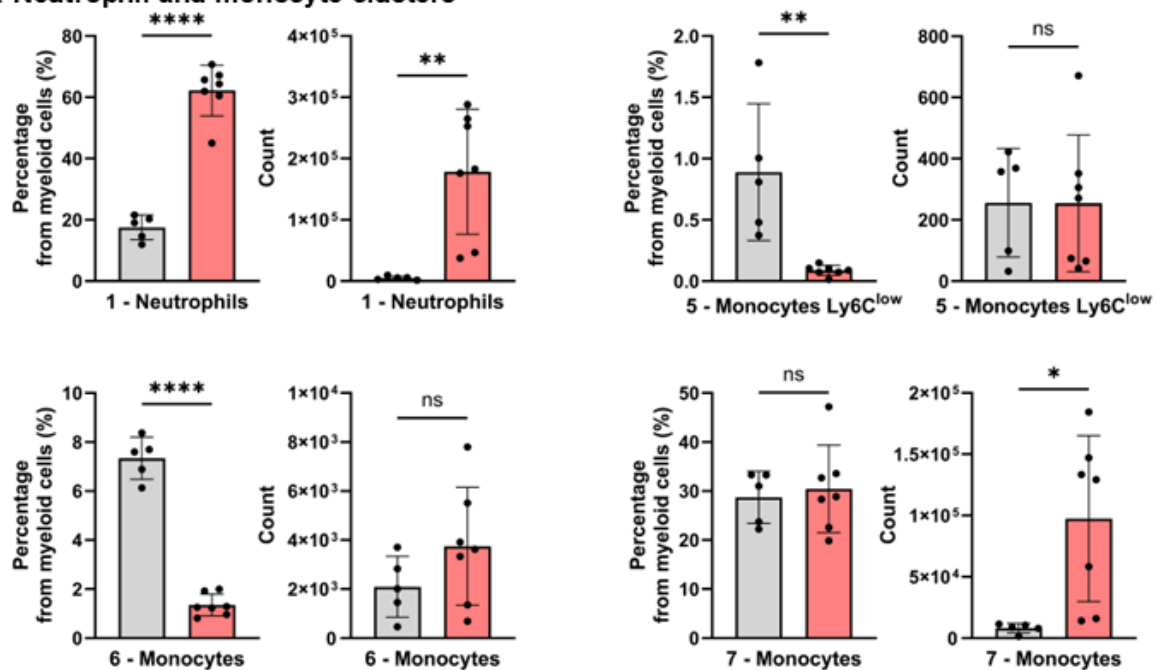 Neutrophil and monocyte clusters
Percentage
from myeloid cells (%)
80
60
40
20
0
****
1 - Neutrophils
Count
4×10⁵
3×10⁵
2×10⁵
1×10⁵
0
**
1 - Neutrophils
Percentage
from myeloid cells (%)
2.0
1.5
1.0
0.5
0.0
**
5 - Monocytes Ly6Cˡᵒʷ
Count
800
600
400
200
0
ns
5 - Monocytes Ly6Cˡᵒʷ
Percentage
from myeloid cells (%)
10
8
6
4
2
0
****
6 - Monocytes
Count
1×10⁴
8×10³
6×10³
4×10³
2×10³
0
ns
6 - Monocytes
Percentage
from myeloid cells (%)
50
40
30
20
10
0
ns
7 - Monocytes
Count
2×10⁵
1.5×10⁵
1×10⁵
5×10⁴
0
*
7 - Monocytes